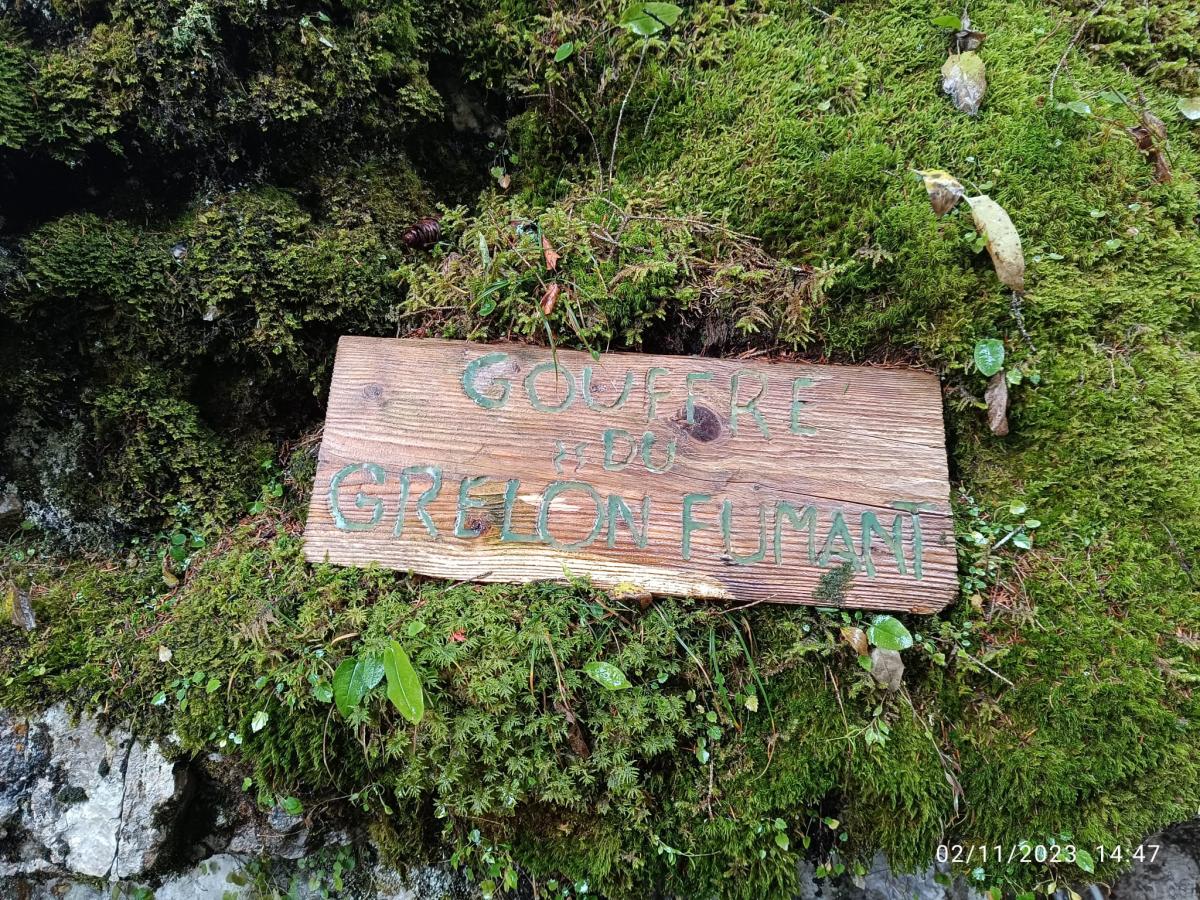 GOUFFRE
DU
GRELON FUMANT
02/11/2023 14:47